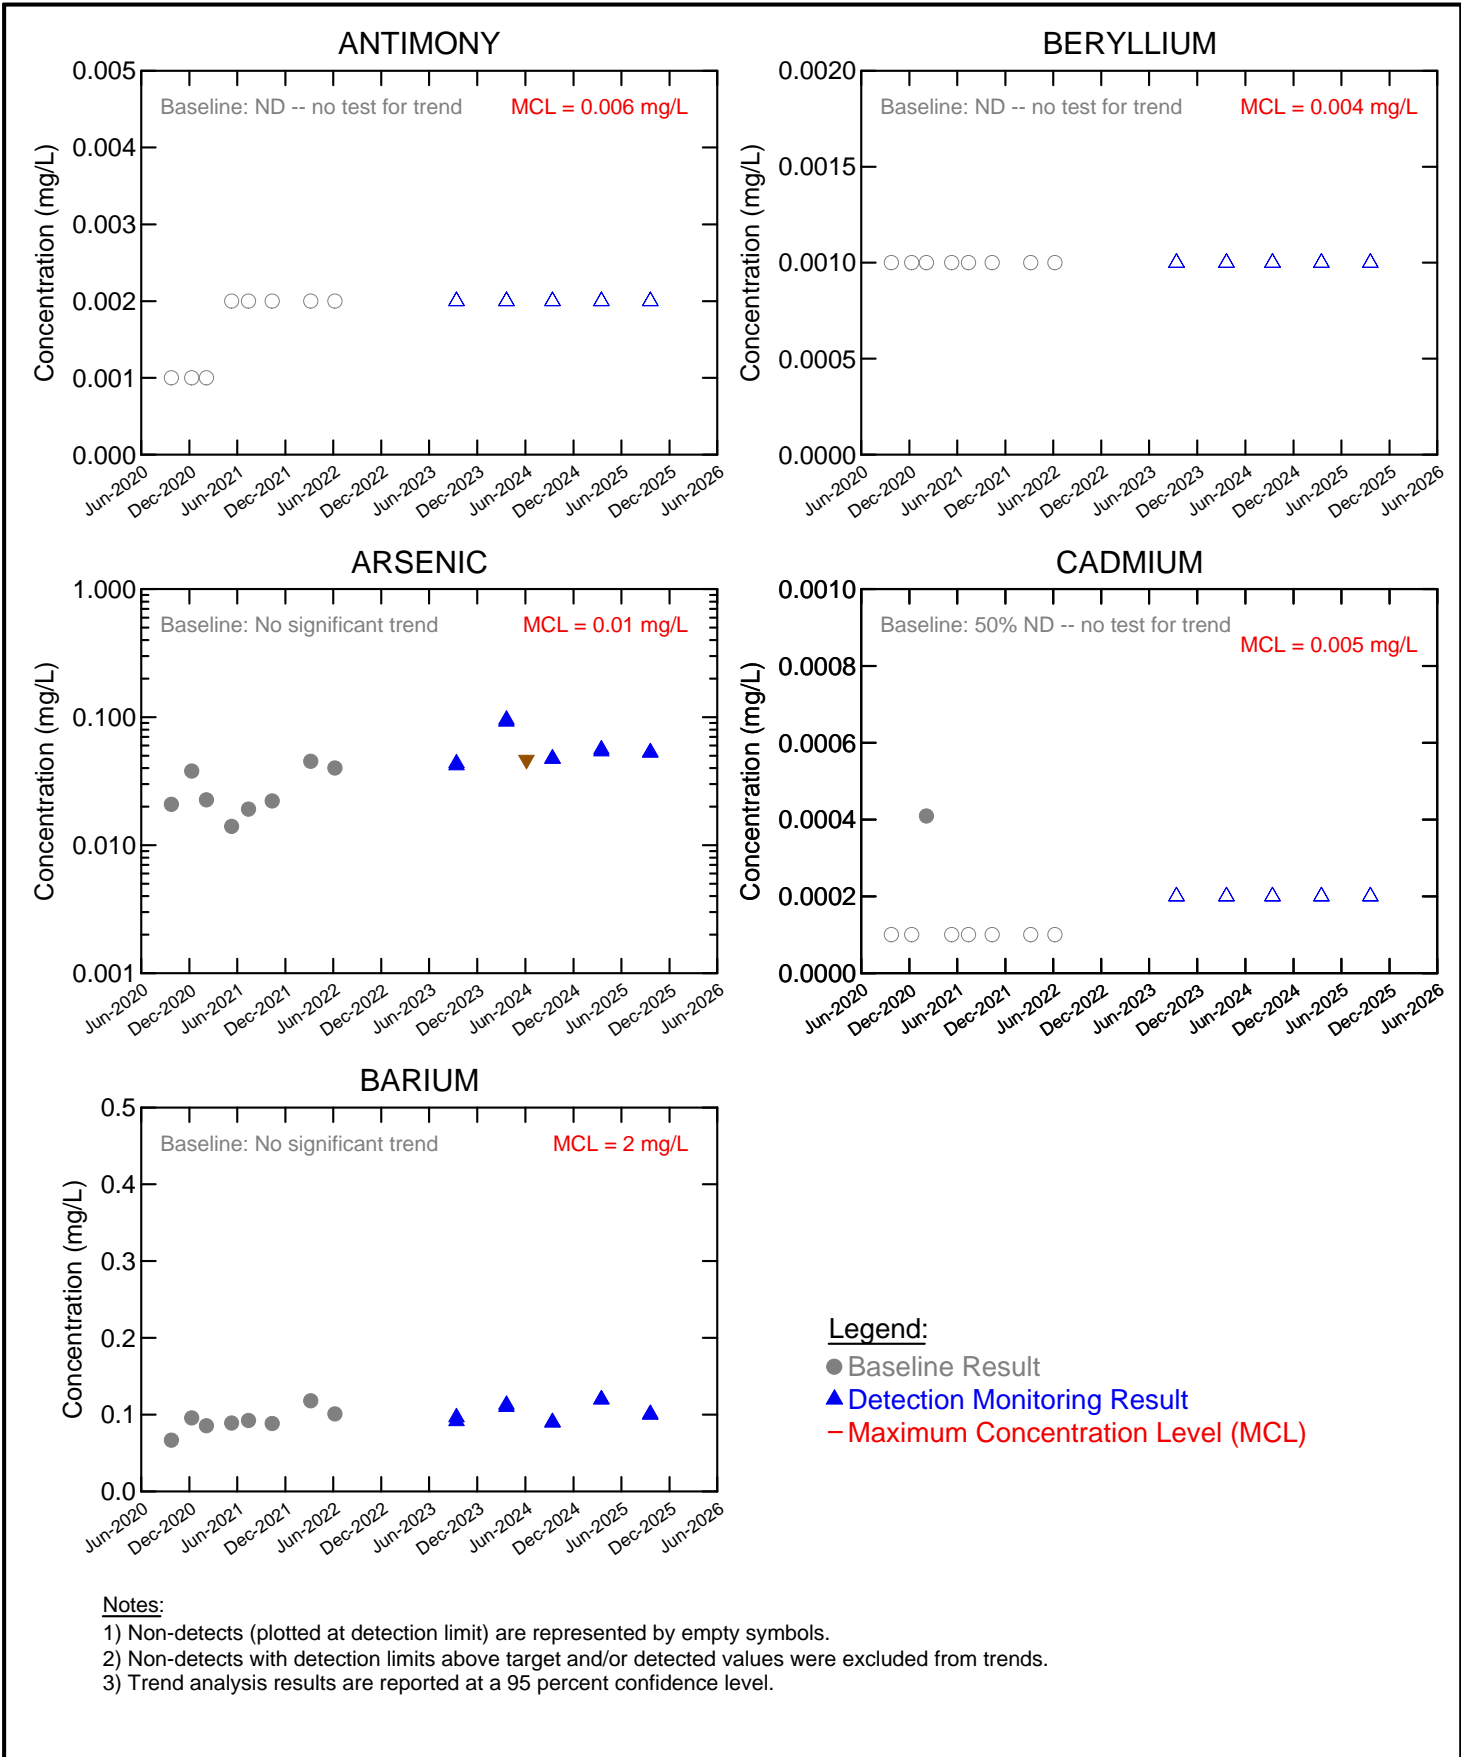 ANTIMONY
Concentration (mg/L)
0.005
0.004
0.003
0.002
0.001
0.000
Baseline: ND -- no test for trend
MCL = 0.006 mg/L
Jun-2020 Dec-2020 Jun-2021 Dec-2021 Jun-2022 Dec-2022 Jun-2023 Dec-2023 Jun-2024 Dec-2024 Jun-2025 Dec-2025 Jun-2026
BERYLLIUM
Concentration (mg/L)
0.0020
0.0015
0.0010
0.0005
0.0000
Baseline: ND -- no test for trend
MCL = 0.004 mg/L
Jun-2020 Dec-2020 Jun-2021 Dec-2021 Jun-2022 Dec-2022 Jun-2023 Dec-2023 Jun-2024 Dec-2024 Jun-2025 Dec-2025 Jun-2026
ARSENIC
Concentration (mg/L)
1.000
0.100
0.010
0.001
Baseline: No significant trend
MCL = 0.01 mg/L
Jun-2020 Dec-2020 Jun-2021 Dec-2021 Jun-2022 Dec-2022 Jun-2023 Dec-2023 Jun-2024 Dec-2024 Jun-2025 Dec-2025 Jun-2026
CADMIUM
Concentration (mg/L)
0.0010
0.0008
0.0006
0.0004
0.0002
0.0000
Baseline: 50% ND -- no test for trend
MCL = 0.005 mg/L
Jun-2020 Dec-2020 Jun-2021 Dec-2021 Jun-2022 Dec-2022 Jun-2023 Dec-2023 Jun-2024 Dec-2024 Jun-2025 Dec-2025 Jun-2026
BARIUM
Concentration (mg/L)
0.5
0.4
0.3
0.2
0.1
0.0
Baseline: No significant trend
MCL = 2 mg/L
Jun-2020 Dec-2020 Jun-2021 Dec-2021 Jun-2022 Dec-2022 Jun-2023 Dec-2023 Jun-2024 Dec-2024 Jun-2025 Dec-2025 Jun-2026
Legend:
Baseline Result
Detection Monitoring Result
Maximum Concentration Level (MCL)
Notes:
1) Non-detects (plotted at detection limit) are represented by empty symbols.
2) Non-detects with detection limits above target and/or detected values were excluded from trends.
3) Trend analysis results are reported at a 95 percent confidence level.